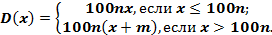 D(x) = { 100nx, если x ≤ 100n;
100n(x + m), если x > 100n.